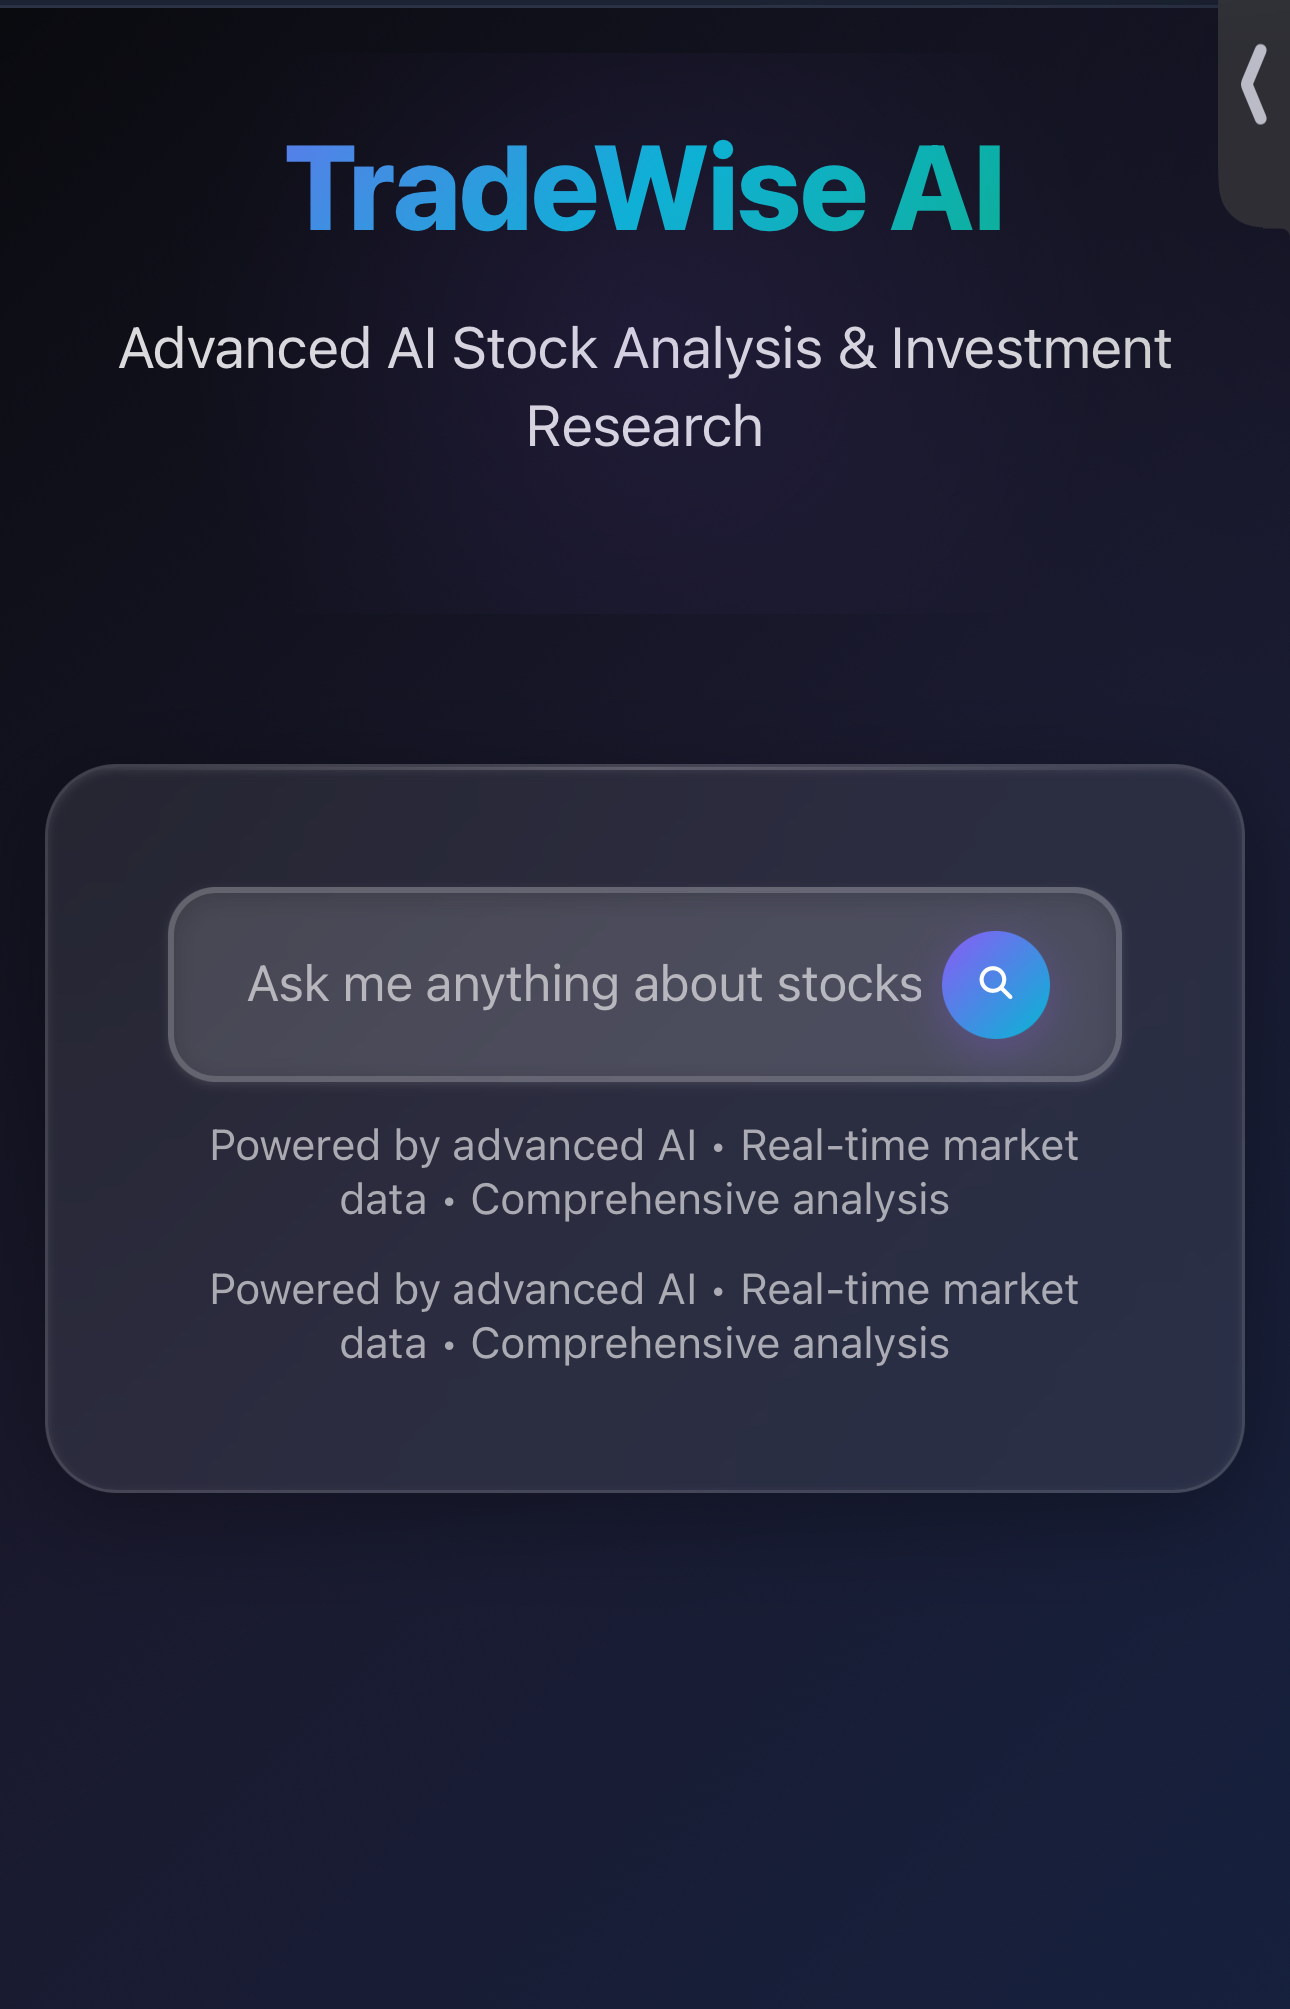 TradeWise AI
Advanced AI Stock Analysis & Investment
Research
Ask me anything about stocks
Powered by advanced AI • Real-time market
data • Comprehensive analysis
Powered by advanced AI • Real-time market
data • Comprehensive analysis